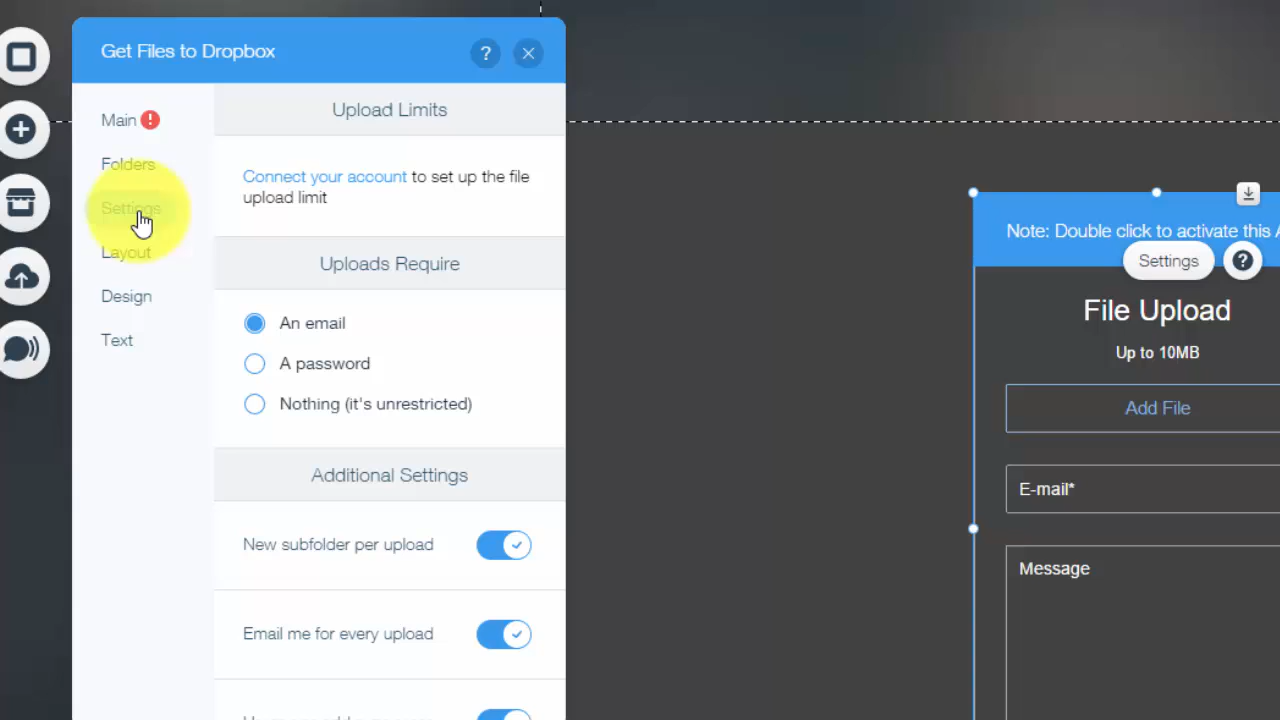 Get Files to Dropbox
?
Main
Folders
Settings
Layout
Design
Text
Upload Limits
Connect your account to set up the file
upload limit
Uploads Require
An email
A password
Nothing (it's unrestricted)
Additional Settings
New subfolder per upload
Email me for every upload
Note: Double click to activate this
Settings
?
File Upload
Up to 10MB
Add File
E-mail*
Message